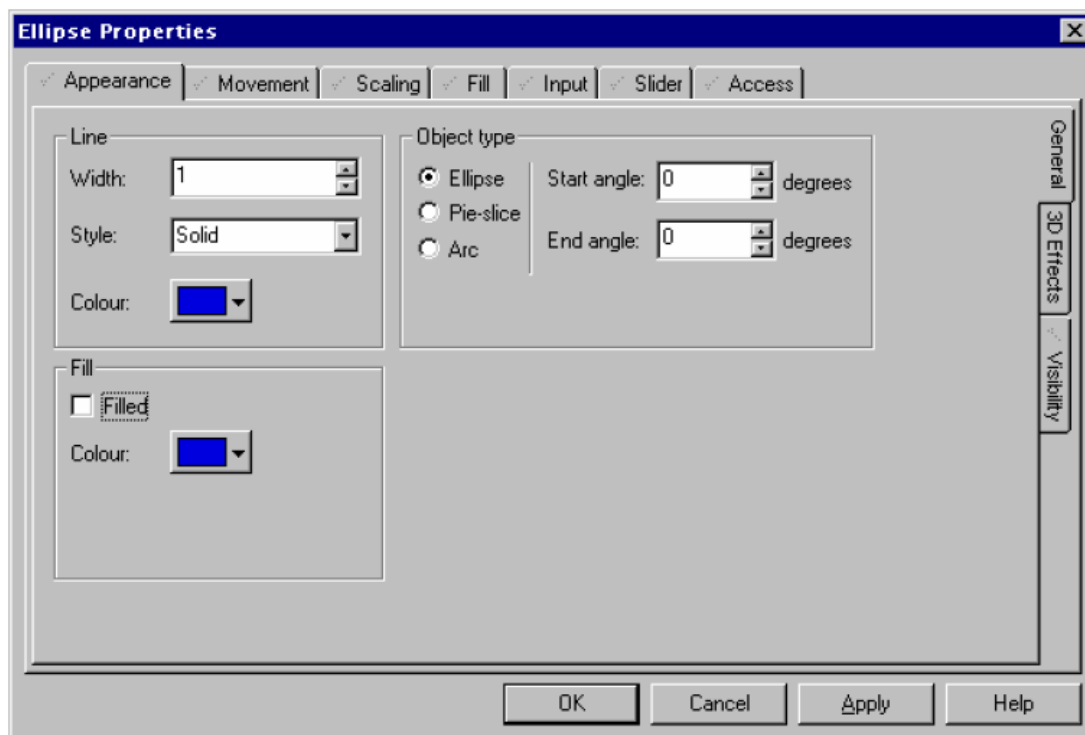 Ellipse Properties
Appearance Movement Scaling Fill Input Slider Access
Line
Width: 1
Style: Solid
Colour:
Object type
Ellipse
Pie-slice
Arc
Start angle: 0 degrees
End angle: 0 degrees
Fill
Filled
Colour:
General
3D Effects
Visibility
OK Cancel Apply Help